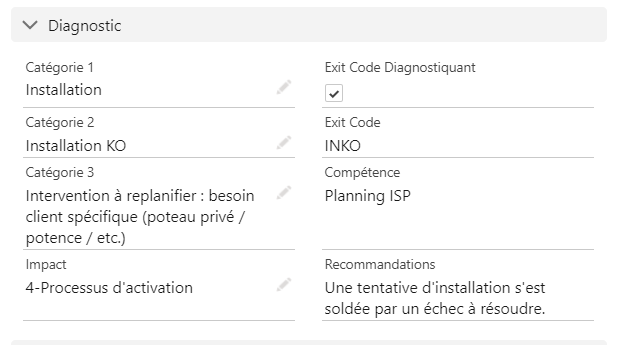 Diagnostic
Catégorie 1
Installation
Exit Code Diagnostiquant
Catégorie 2
Installation KO
Exit Code
INKO
Catégorie 3
Intervention à replanifier : besoin
client spécifique (poteau privé /
potence / etc.)
Compétence
Planning ISP
Impact
4-Processus d'activation
Recommandations
Une tentative d'installation s'est
soldée par un échec à résoudre.